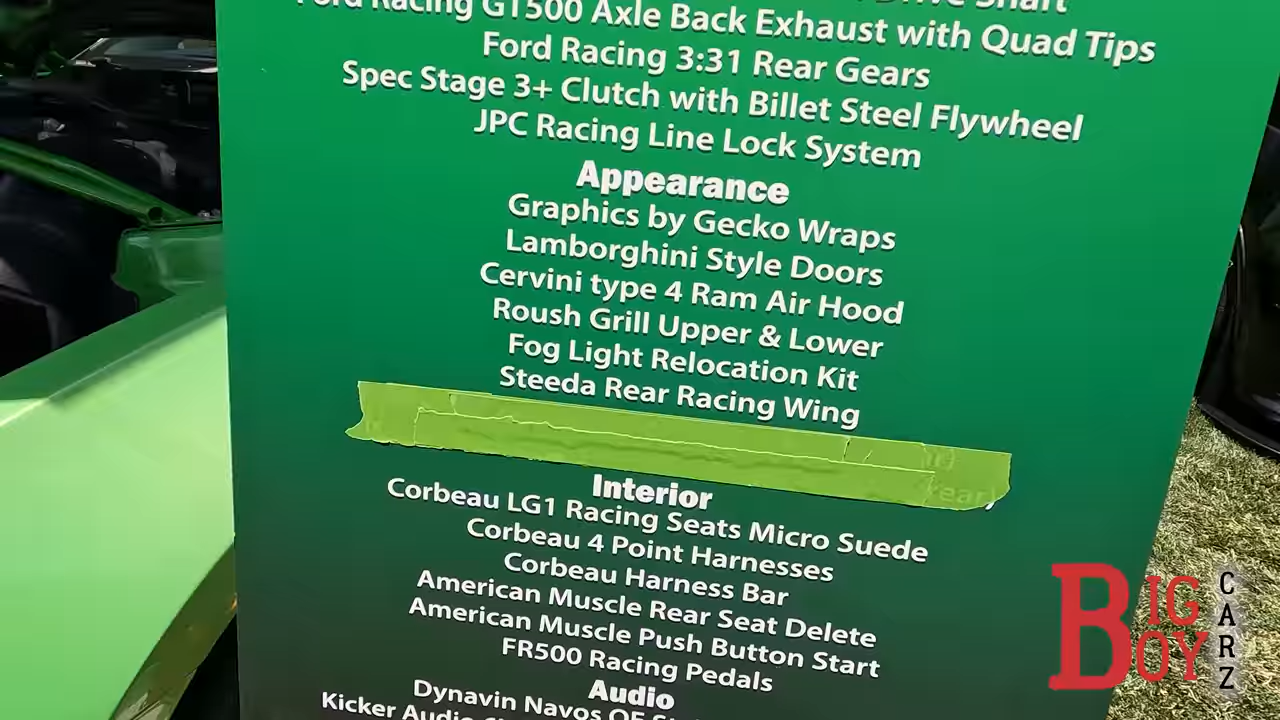 Drive Shaft
Ford Racing GT500 Axle Back Exhaust with Quad Tips
Ford Racing 3:31 Rear Gears
Spec Stage 3+ Clutch with Billet Steel Flywheel
JPC Racing Line Lock System
Appearance
Graphics by Gecko Wraps
Lamborghini Style Doors
Cervini type 4 Ram Air Hood
Roush Grill Upper & Lower
Fog Light Relocation Kit
Steeda Rear Racing Wing
Interior
Corbeau LG1 Racing Seats Micro Suede
Corbeau 4 Point Harnesses
Corbeau Harness Bar
American Muscle Rear Seat Delete
American Muscle Push Button Start
FR500 Racing Pedals
Audio
Dynavin Navos OE
Kicker Audio
BIG BOY CARZ